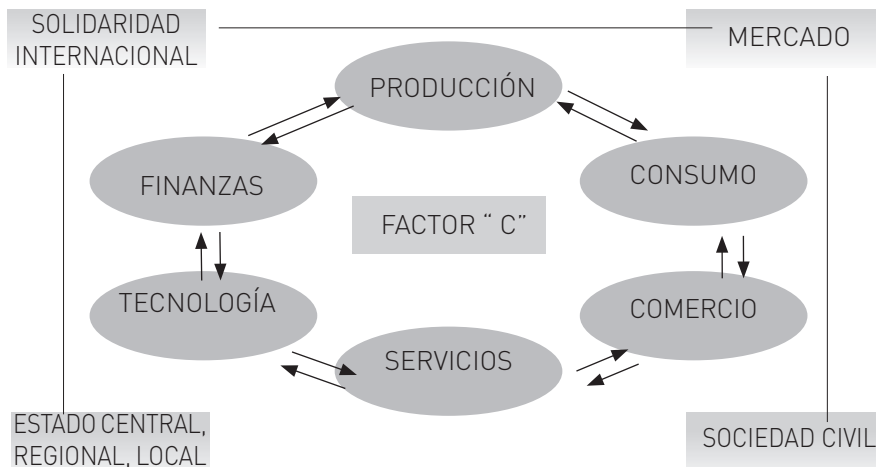 SOLIDARIDAD
INTERNACIONAL
MERCADO
PRODUCCIÓN
FINANZAS
CONSUMO
FACTOR “ C”
TECNOLOGÍA
COMERCIO
SERVICIOS
ESTADO CENTRAL,
REGIONAL, LOCAL
SOCIEDAD CIVIL